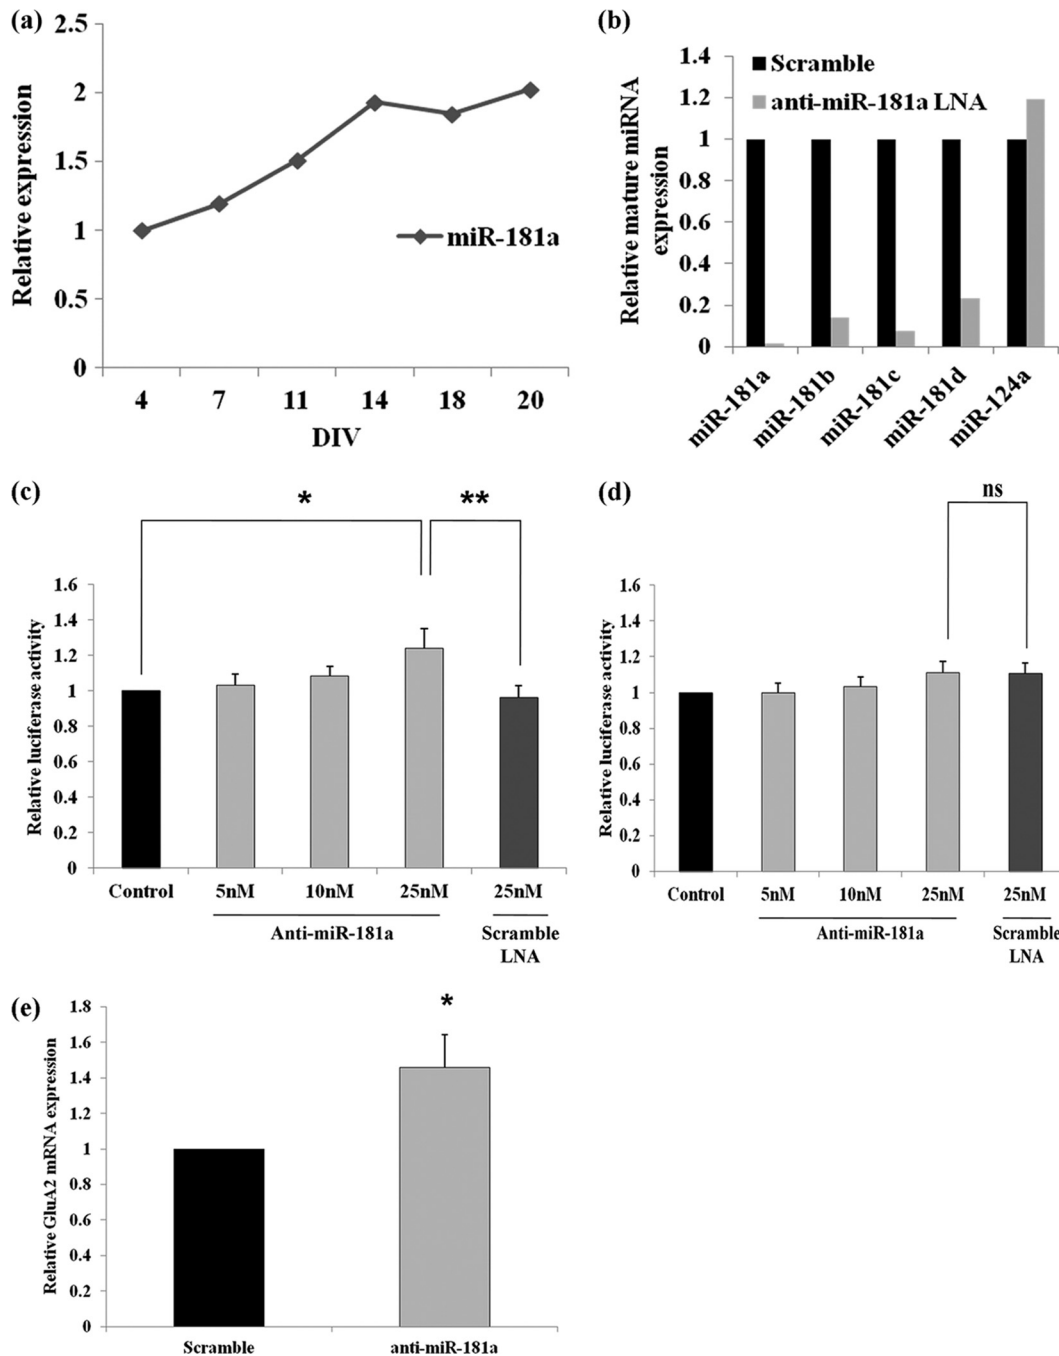 (a)
2.5
2
1.5
1
0.5
0
Relative expression
miR-181a
4 7 11 14 18 20
DIV
(b)
1.4
1.2
1
0.8
0.6
0.4
0.2
0
Relative mature miRNA
expression
Scramble
anti-miR-181a LNA
miR-181a
miR-181b
miR-181c
miR-181d
miR-124a
(c)
* **
1.6
1.4
1.2
1
0.8
0.6
0.4
0.2
0
Relative luciferase activity
Control 5nM 10nM 25nM 25nM
Anti-miR-181a Scramble
LNA
(d)
ns
1.6
1.4
1.2
1
0.8
0.6
0.4
0.2
0
Relative luciferase activity
Control 5nM 10nM 25nM 25nM
Anti-miR-181a Scramble
LNA
(e)
*
1.8
1.6
1.4
1.2
1
0.8
0.6
0.4
0.2
0
Relative GluA2 mRNA expression
Scramble anti-miR-181a